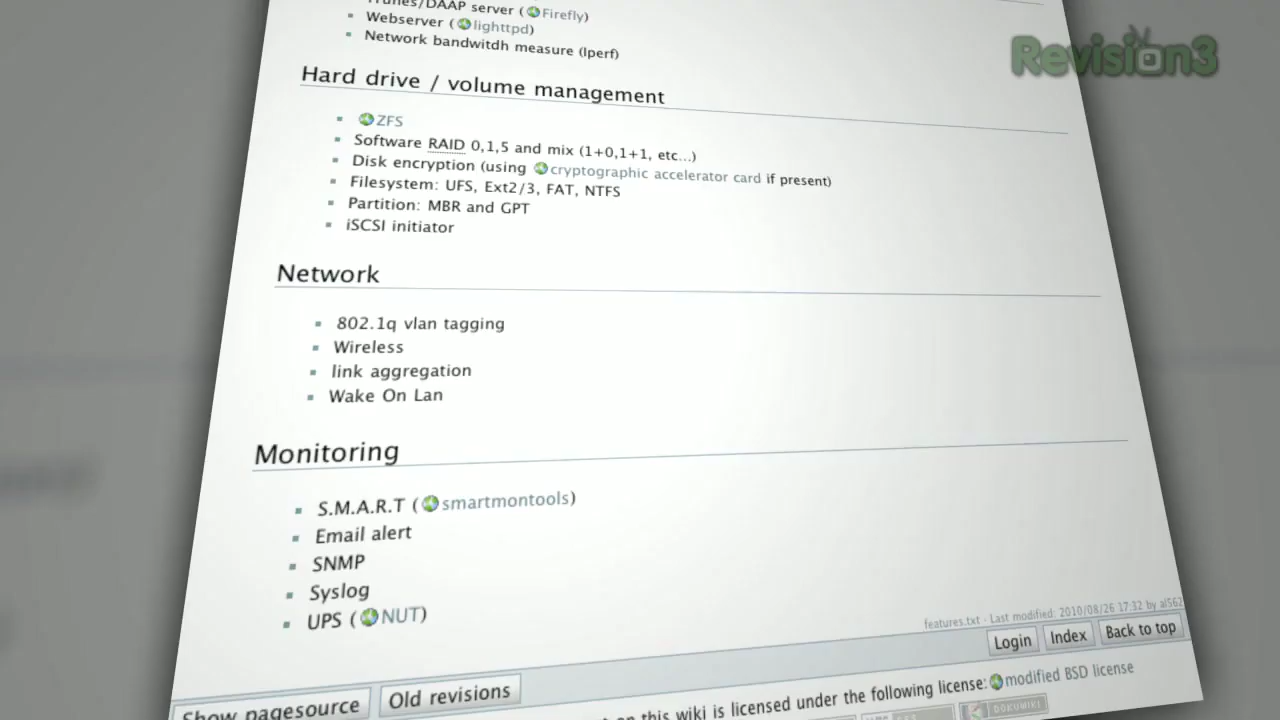 iTunes/DAAP server (Firefly)
Webserver (lighttpd)
Network bandwitdh measure (Iperf)
Revision3
Hard drive / volume management
ZFS
Software RAID 0,1,5 and mix (1+0,1+1, etc...)
Disk encryption (using cryptographic accelerator card if present)
Filesystem: UFS, Ext2/3, FAT, NTFS
Partition: MBR and GPT
iSCSI initiator
Network
802.1q vlan tagging
Wireless
link aggregation
Wake On Lan
Monitoring
S.M.A.R.T (smartmontools)
Email alert
SNMP
Syslog
UPS (NUT)
features.txt · Last modified: 2010/08/26 17:32 by al562
Login Index Back to top
Show pagesource Old revisions
on this wiki is licensed under the following license: modified BSD license
DOKUWIKI